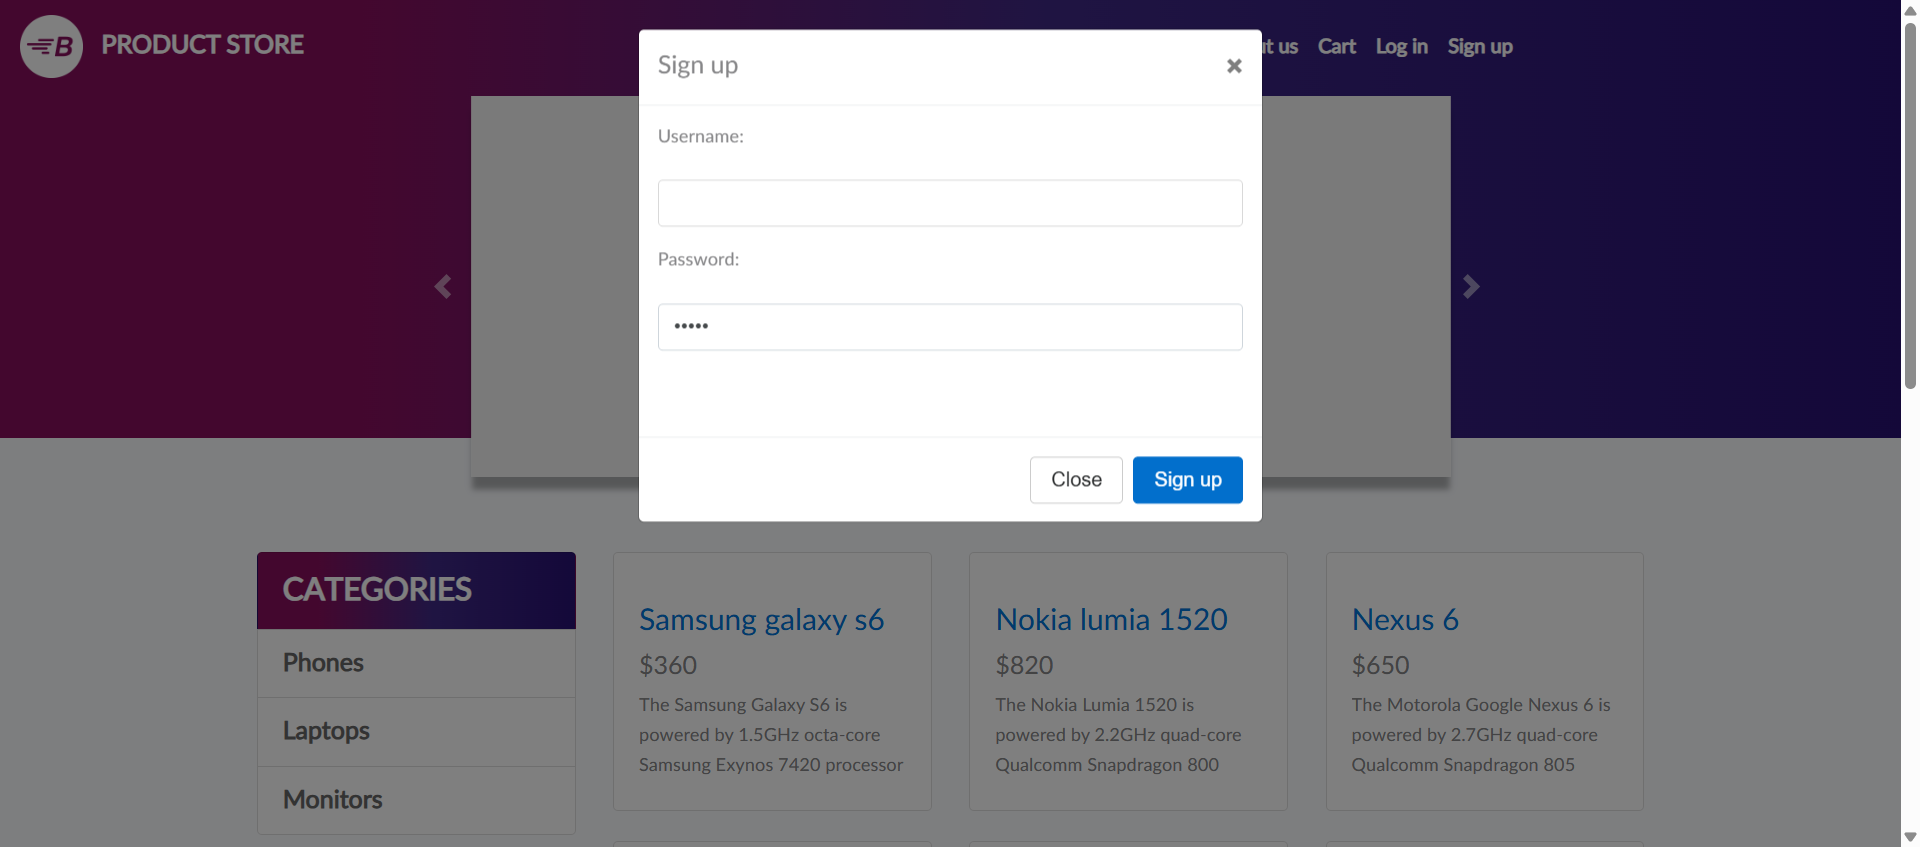 B PRODUCT STORE
t us Cart Log in Sign up
Sign up
Username:
Password:
•••••
Close Sign up
CATEGORIES
Phones
Laptops
Monitors
Samsung galaxy s6
$360
The Samsung Galaxy S6 is
powered by 1.5GHz octa-core
Samsung Exynos 7420 processor
Nokia lumia 1520
$820
The Nokia Lumia 1520 is
powered by 2.2GHz quad-core
Qualcomm Snapdragon 800
Nexus 6
$650
The Motorola Google Nexus 6 is
powered by 2.7GHz quad-core
Qualcomm Snapdragon 805